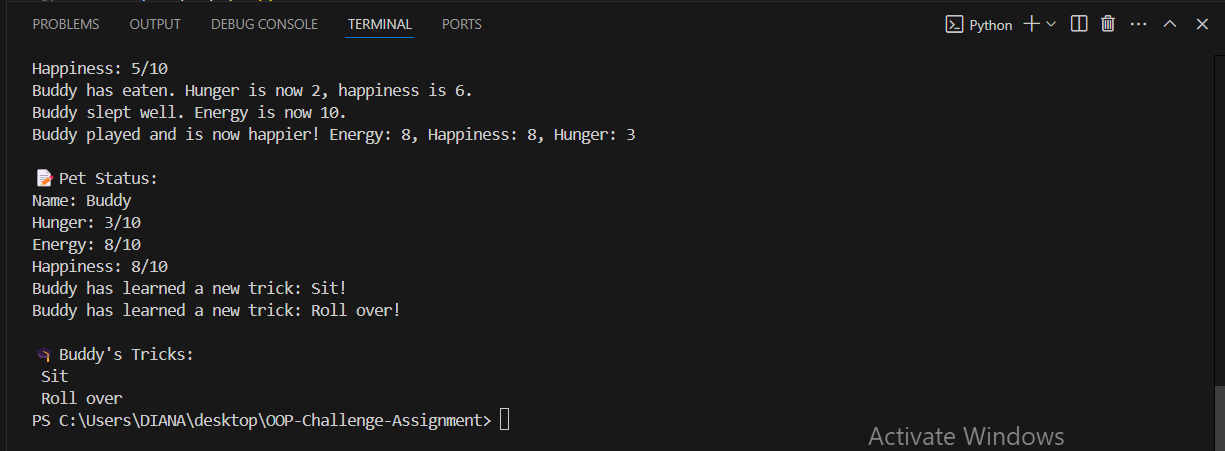 PROBLEMS OUTPUT DEBUG CONSOLE TERMINAL PORTS Python
Happiness: 5/10
Buddy has eaten. Hunger is now 2, happiness is 6.
Buddy slept well. Energy is now 10.
Buddy played and is now happier! Energy: 8, Happiness: 8, Hunger: 3
📝 Pet Status:
Name: Buddy
Hunger: 3/10
Energy: 8/10
Happiness: 8/10
Buddy has learned a new trick: Sit!
Buddy has learned a new trick: Roll over!
🎓 Buddy's Tricks:
Sit
Roll over
PS C:\Users\DIANA\desktop\OOP-Challenge-Assignment>
Activate Windows